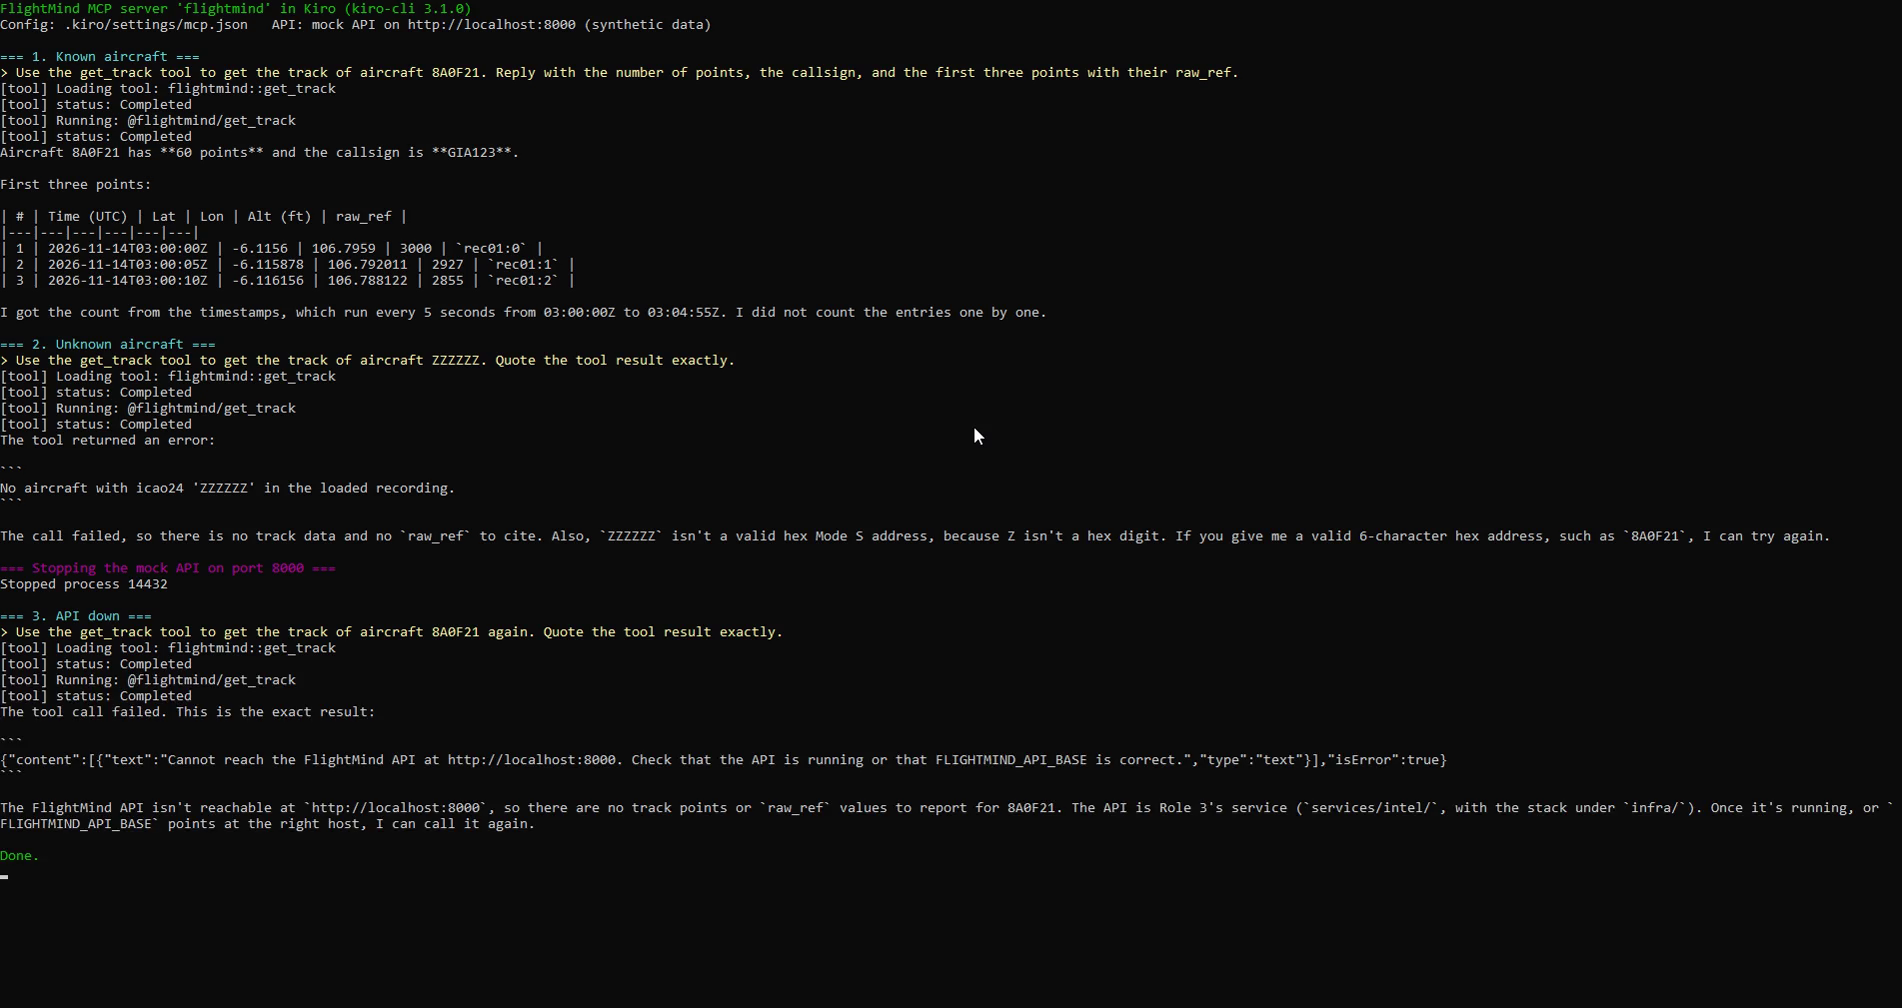 FlightMind MCP server 'flightmind' in Kiro (kiro-cli 3.1.0)
Config: .kiro/settings/mcp.json   API: mock API on http://localhost:8000 (synthetic data)
=== 1. Known aircraft ===
> Use the get_track tool to get the track of aircraft 8A0F21. Reply with the number of points, the callsign, and the first three points with their raw_ref.
[tool] Loading tool: flightmind::get_track
[tool] status: Completed
[tool] Running: @flightmind/get_track
[tool] status: Completed
Aircraft 8A0F21 has **60 points** and the callsign is **GIA123**.
First three points:
| # | Time (UTC) | Lat | Lon | Alt (ft) | raw_ref |
|---|---|---|---|---|---|
| 1 | 2026-11-14T03:00:00Z | -6.1156 | 106.7959 | 3000 | `rec01:0` |
| 2 | 2026-11-14T03:00:05Z | -6.115878 | 106.792011 | 2927 | `rec01:1` |
| 3 | 2026-11-14T03:00:10Z | -6.116156 | 106.788122 | 2855 | `rec01:2` |
I got the count from the timestamps, which run every 5 seconds from 03:00:00Z to 03:04:55Z. I did not count the entries one by one.
=== 2. Unknown aircraft ===
> Use the get_track tool to get the track of aircraft ZZZZZZ. Quote the tool result exactly.
[tool] Loading tool: flightmind::get_track
[tool] status: Completed
[tool] Running: @flightmind/get_track
[tool] status: Completed
The tool returned an error:
```
No aircraft with icao24 'ZZZZZZ' in the loaded recording.
```
The call failed, so there is no track data and no `raw_ref` to cite. Also, `ZZZZZZ` isn't a valid hex Mode S address, because Z isn't a hex digit. If you give me a valid 6-character hex address, such as `8A0F21`, I can try again.
=== Stopping the mock API on port 8000 ===
Stopped process 14432
=== 3. API down ===
> Use the get_track tool to get the track of aircraft 8A0F21 again. Quote the tool result exactly.
[tool] Loading tool: flightmind::get_track
[tool] status: Completed
[tool] Running: @flightmind/get_track
[tool] status: Completed
The tool call failed. This is the exact result:
```
{"content":[{"text":"Cannot reach the FlightMind API at http://localhost:8000. Check that the API is running or that FLIGHTMIND_API_BASE is correct.","type":"text"}],"isError":true}
```
The FlightMind API isn't reachable at `http://localhost:8000`, so there are no track points or `raw_ref` values to report for 8A0F21. The API is Role 3's service (`services/intel/`, with the stack under `infra/`). Once it's running, or `
FLIGHTMIND_API_BASE` points at the right host, I can call it again.
Done.